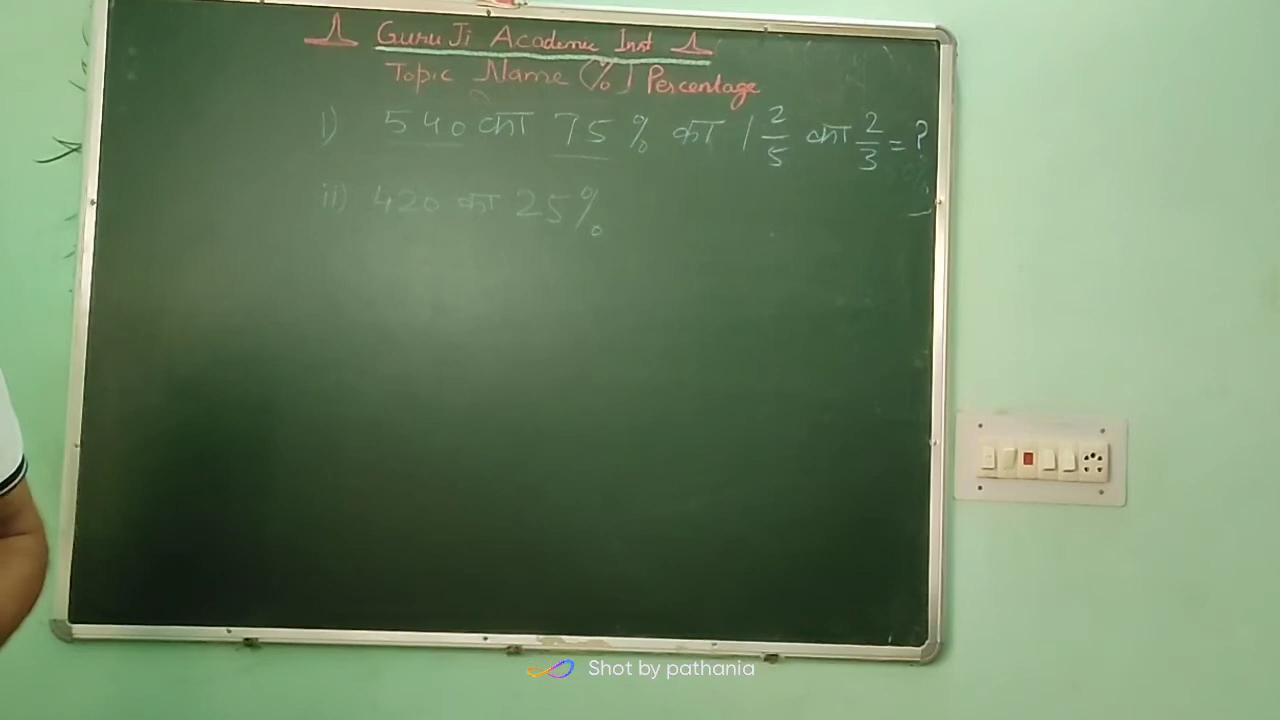 Guru Ji Academic Inst
Topic Name (%) Percentage
i) 540 का 75 % का 1 2/5 का 2/3 = ?
ii) 420 का 25%
Shot by pathania